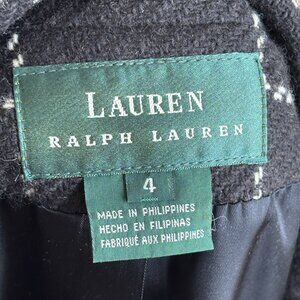 LAUREN
RALPH LAUREN
4
MADE IN PHILIPPINES
HECHO EN FILIPINAS
FABRIQUÉ AUX PHILIPPINES